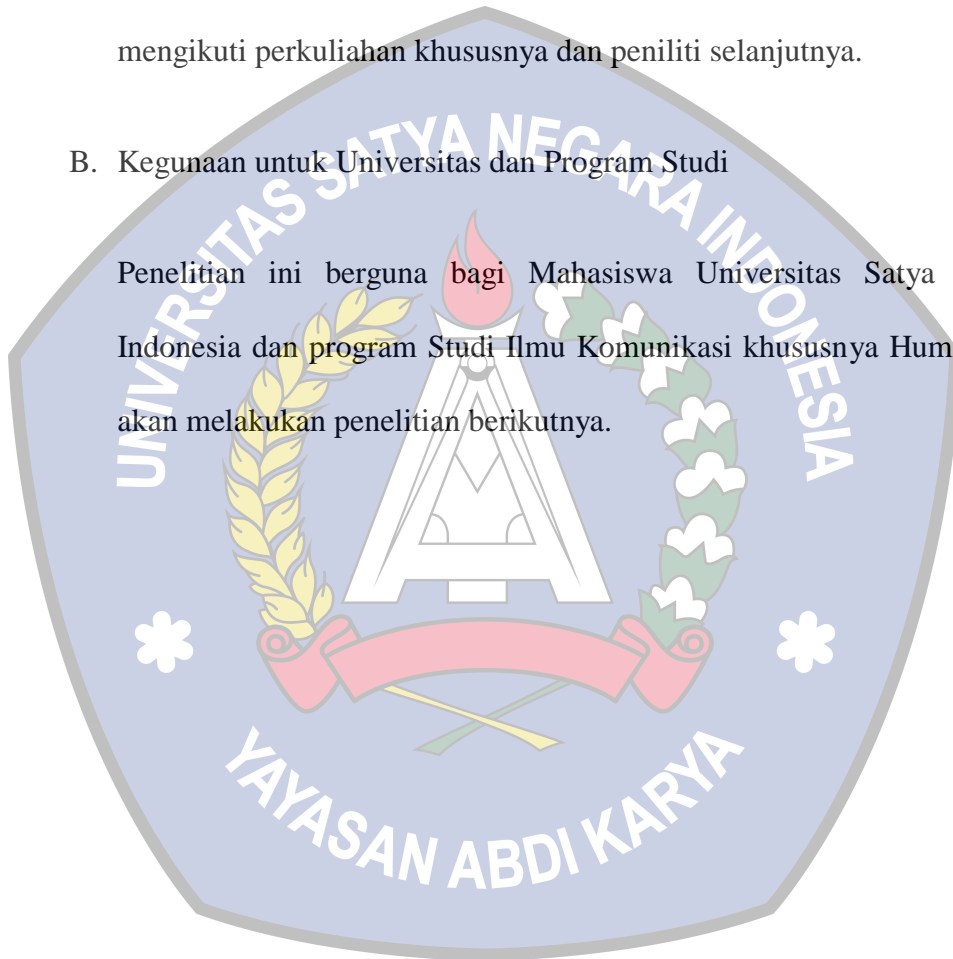 mengikuti perkuliahan khususnya dan peniliti selanjutnya.
B. Kegunaan untuk Universitas dan Program Studi
Penelitian ini berguna bagi Mahasiswa Universitas Satya
Indonesia dan program Studi Ilmu Komunikasi khususnya Hum
akan melakukan penelitian berikutnya.
UNIVERSITAS SATYA NEGARA INDONESIA
YAYASAN ABDI KARYA